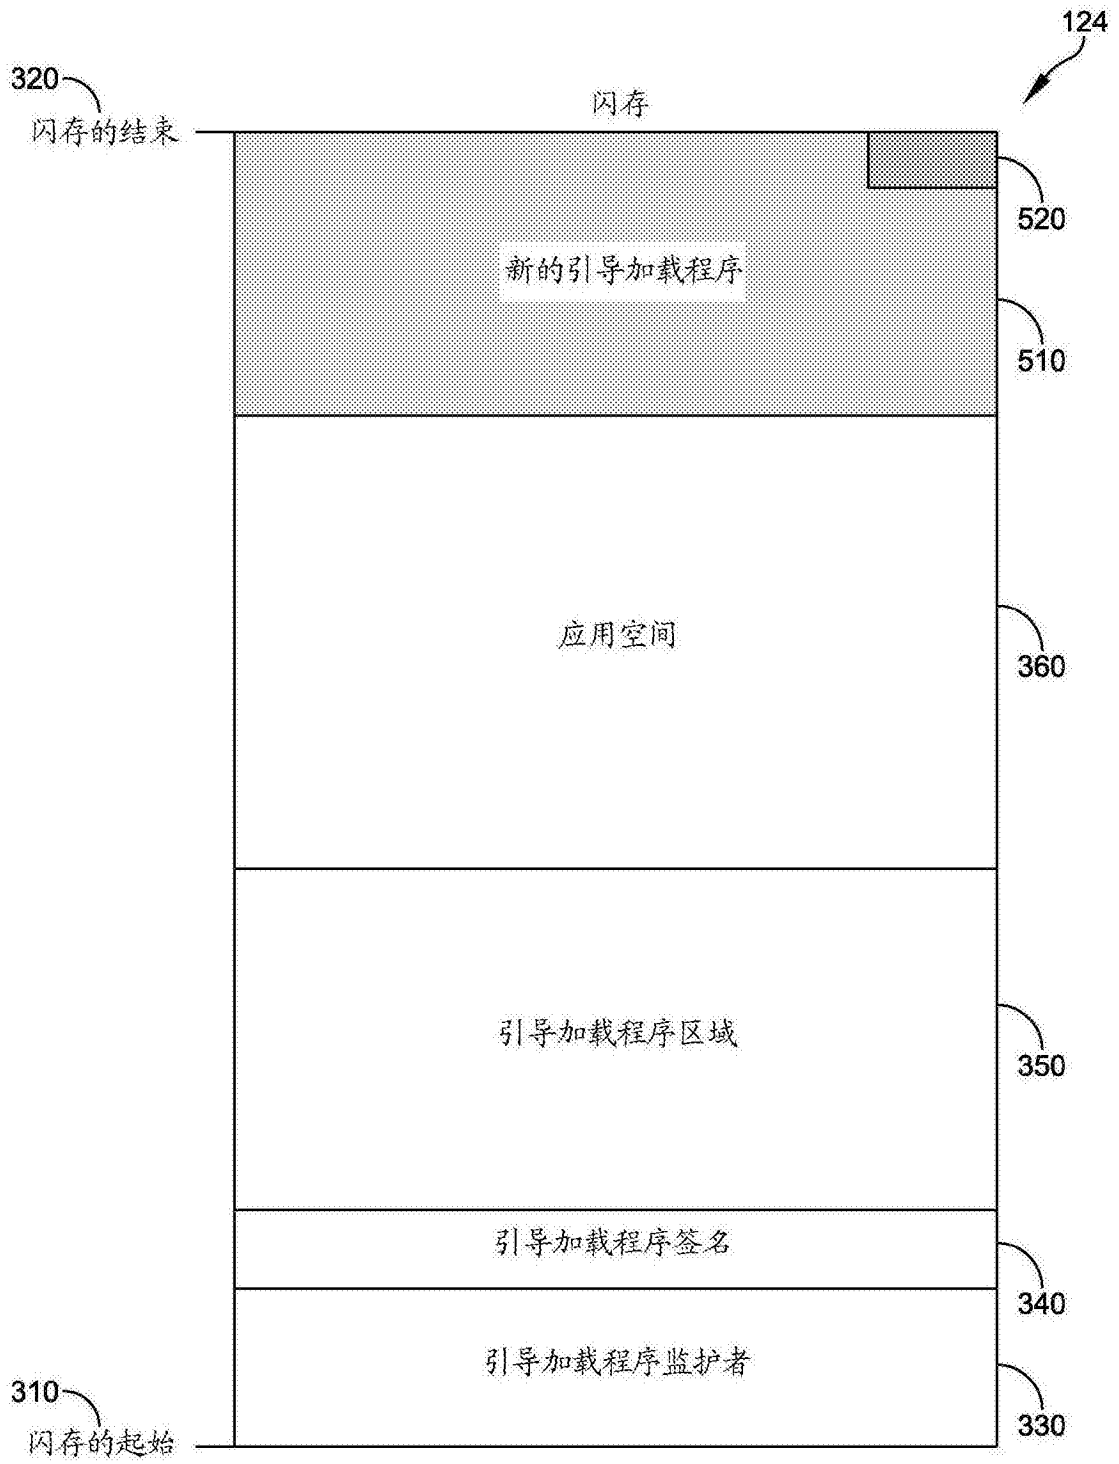 124
320
闪存
闪存的结束
520
新的引导加载程序
510
应用空间
360
引导加载程序区域
350
引导加载程序签名
340
引导加载程序监护者
310
330
闪存的起始